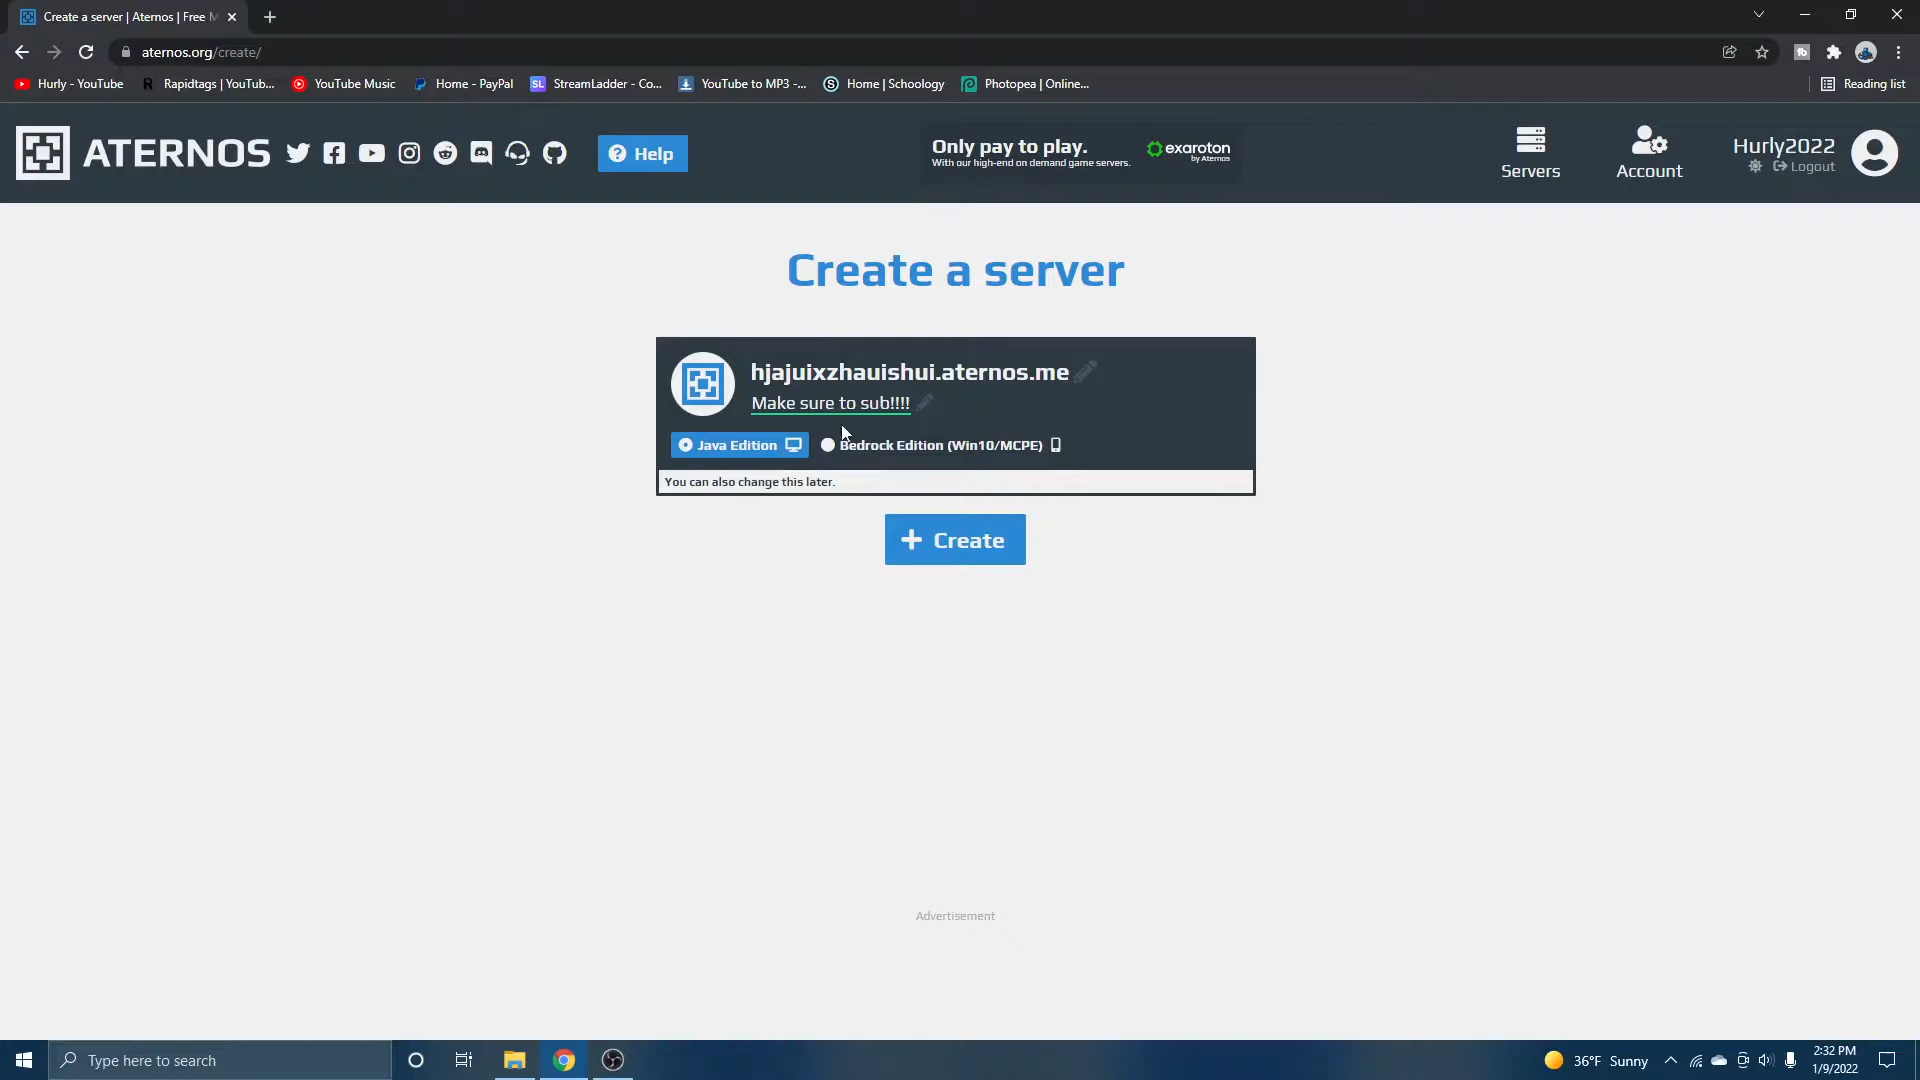 Create a server | Aternos | Free M
aternos.org/create/
Hurly - YouTube
Rapidtags | YouTub...
YouTube Music
Home - PayPal
SL
StreamLadder - Co...
YouTube to MP3 -...
Home | Schoology
Photopea | Online...
Reading list
ATERNOS
Help
Only pay to play.
With our high-end on demand game servers.
exaroton
by Aternos
Servers
Account
Hurly2022
Logout
Create a server
hjajuixzhauishui.aternos.me
Make sure to sub!!!!
Java Edition
Bedrock Edition (Win10/MCPE)
You can also change this later.
Create
Advertisement
Type here to search
36°F Sunny
2:32 PM
1/9/2022